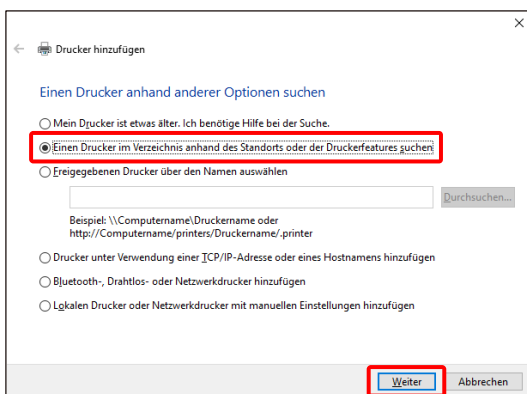 Drucker hinzufügen
Einen Drucker anhand anderer Optionen suchen
Mein Drucker ist etwas älter. Ich benötige Hilfe bei der Suche.
Einen Drucker im Verzeichnis anhand des Standorts oder der Druckerfeatures suchen
Freigegebenen Drucker über den Namen auswählen
Durchsuchen...
Beispiel: \\Computername\Druckername oder
http://Computername/printers/Druckername/.printer
Drucker unter Verwendung einer TCP/IP-Adresse oder eines Hostnamens hinzufügen
Bluetooth-, Drahtlos- oder Netzwerkdrucker hinzufügen
Lokalen Drucker oder Netzwerkdrucker mit manuellen Einstellungen hinzufügen
Weiter Abbrechen